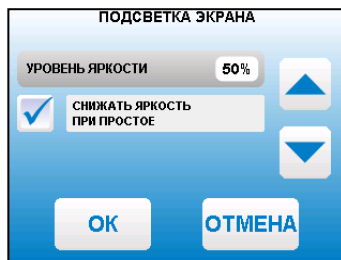 ПОДСВЕТКА ЭКРАНА
УРОВЕНЬ ЯРКОСТИ 50%
СНИЖАТЬ ЯРКОСТЬ
ПРИ ПРОСТОЕ
ОК ОТМЕНА